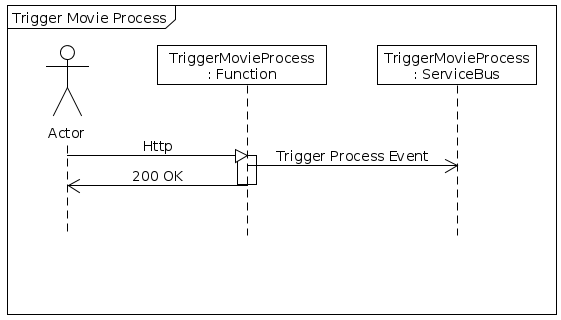 Trigger Movie Process
TriggerMovieProcess
: Function
TriggerMovieProcess
: ServiceBus
Actor
Http
Trigger Process Event
200 OK